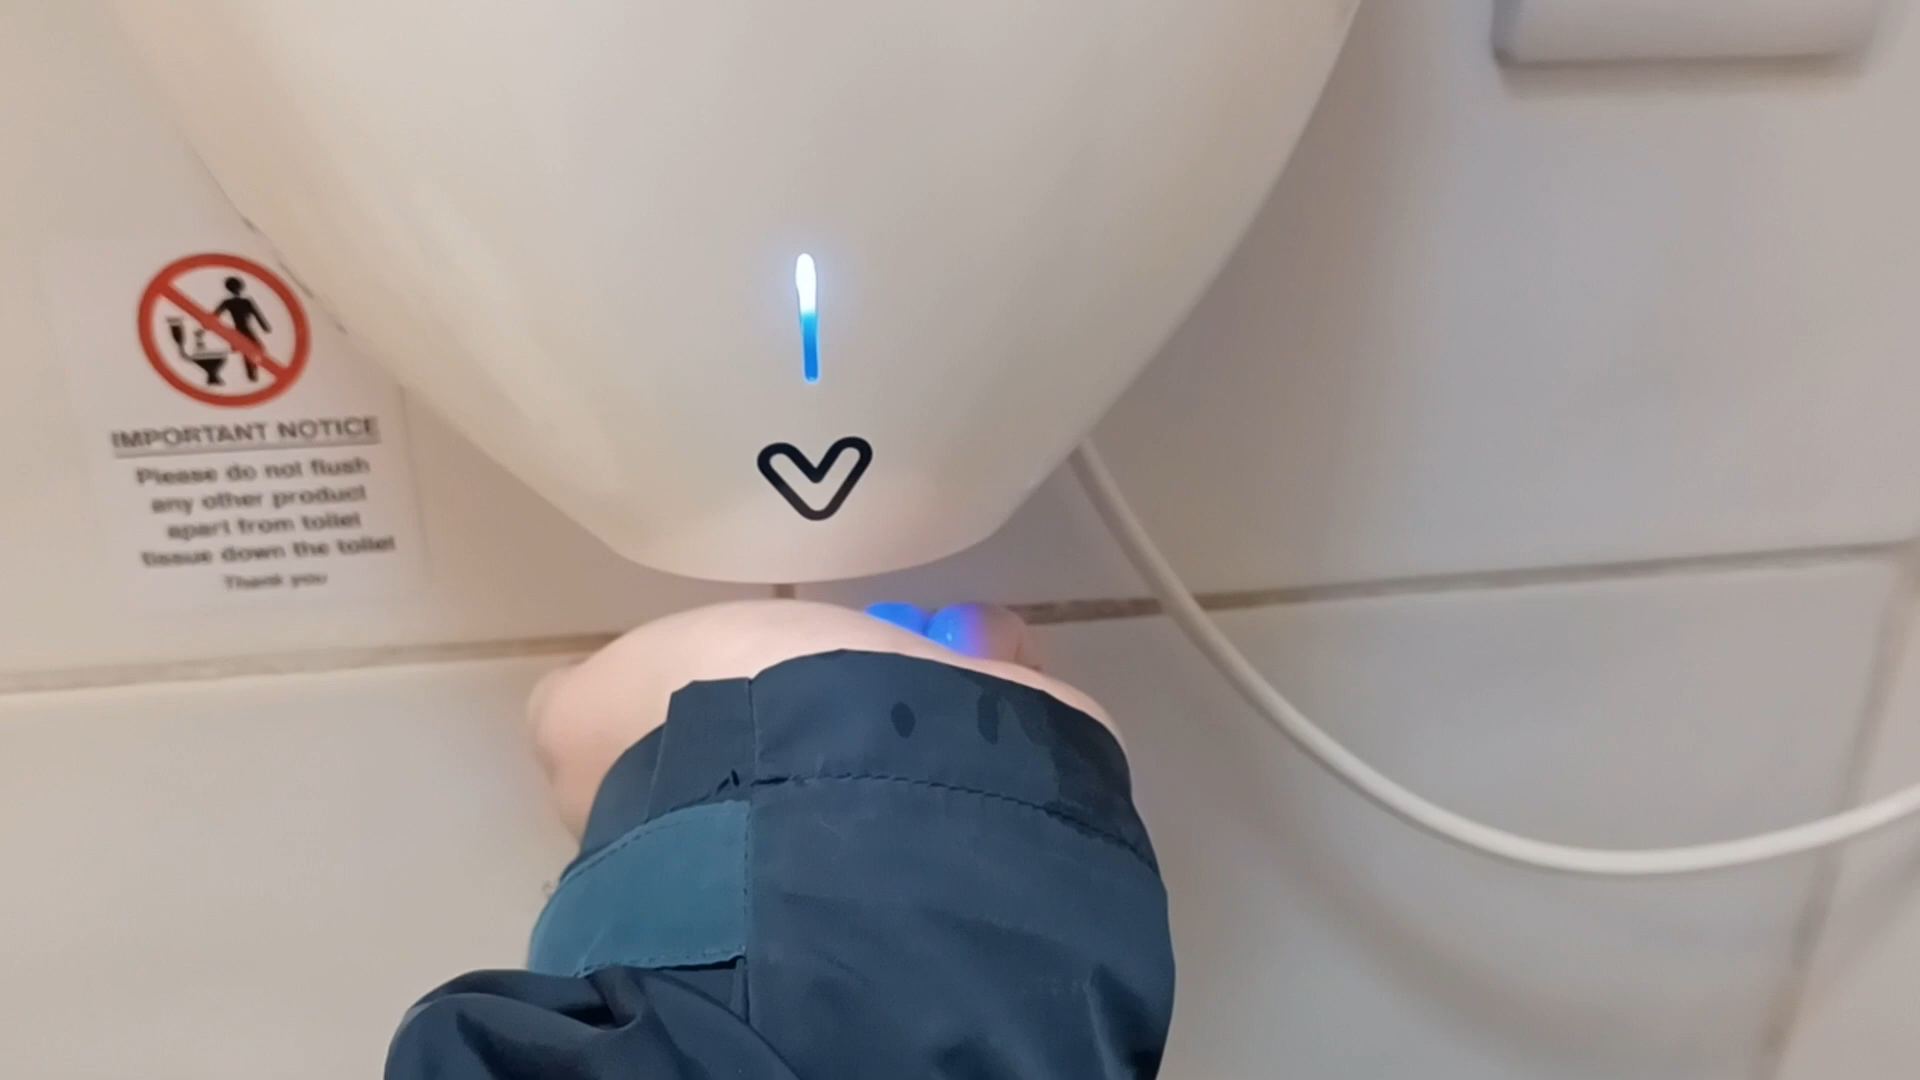 IMPORTANT NOTICE
Please do not flush
any other product
apart from toilet
tissue down the toilet
Thank you